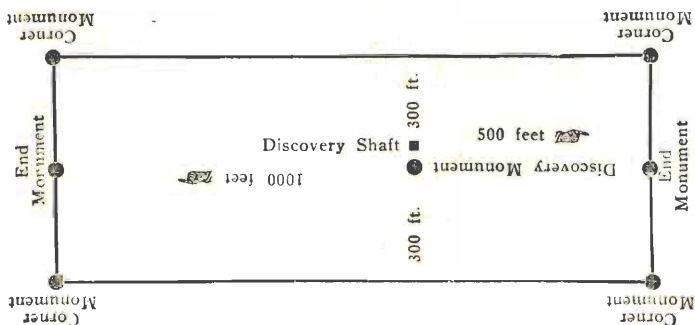 Corner
Monument
Corner
Monument
300 ft.
500 feet
Discovery Shaft
Discovery Monument
End
Monument
End
Monument
1000 feet
300 ft.
Corner
Monument
Corner
Monument